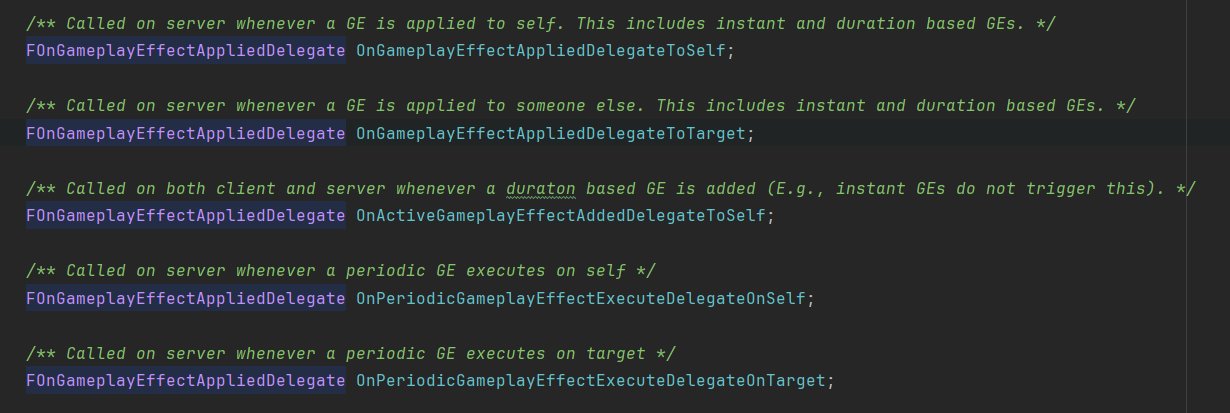 /** Called on server whenever a GE is applied to self. This includes instant and duration based GEs. */
FOnGameplayEffectAppliedDelegate OnGameplayEffectAppliedDelegateToSelf;
/** Called on server whenever a GE is applied to someone else. This includes instant and duration based GEs. */
FOnGameplayEffectAppliedDelegate OnGameplayEffectAppliedDelegateToTarget;
/** Called on both client and server whenever a duraton based GE is added (E.g., instant GEs do not trigger this). */
FOnGameplayEffectAppliedDelegate OnActiveGameplayEffectAddedDelegateToSelf;
/** Called on server whenever a periodic GE executes on self */
FOnGameplayEffectAppliedDelegate OnPeriodicGameplayEffectExecuteDelegateOnSelf;
/** Called on server whenever a periodic GE executes on target */
FOnGameplayEffectAppliedDelegate OnPeriodicGameplayEffectExecuteDelegateOnTarget;